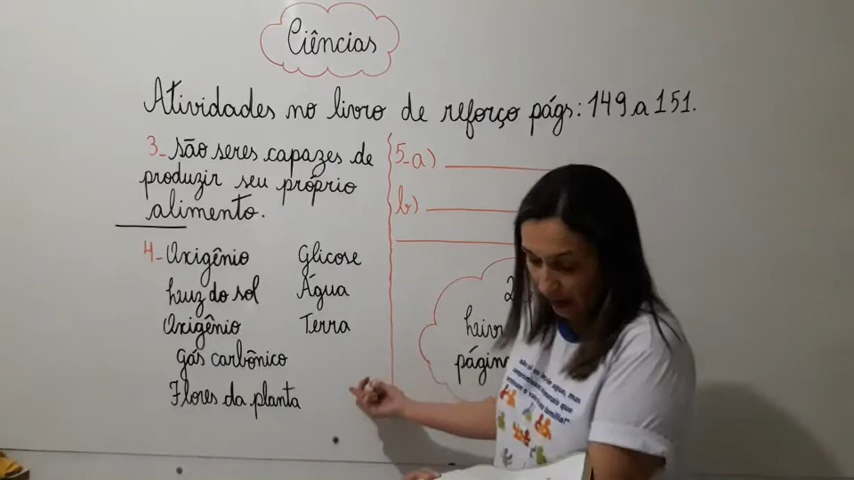 Ciências
Atividades no livro de reforço págs: 149 a 151.
3- São seres capazes de
produzir seu próprio
alimento.
4- Oxigênio Glicose
Luz do sol Água
Oxigênio Terra
gás carbônico
Flores da planta
5-a)
b)